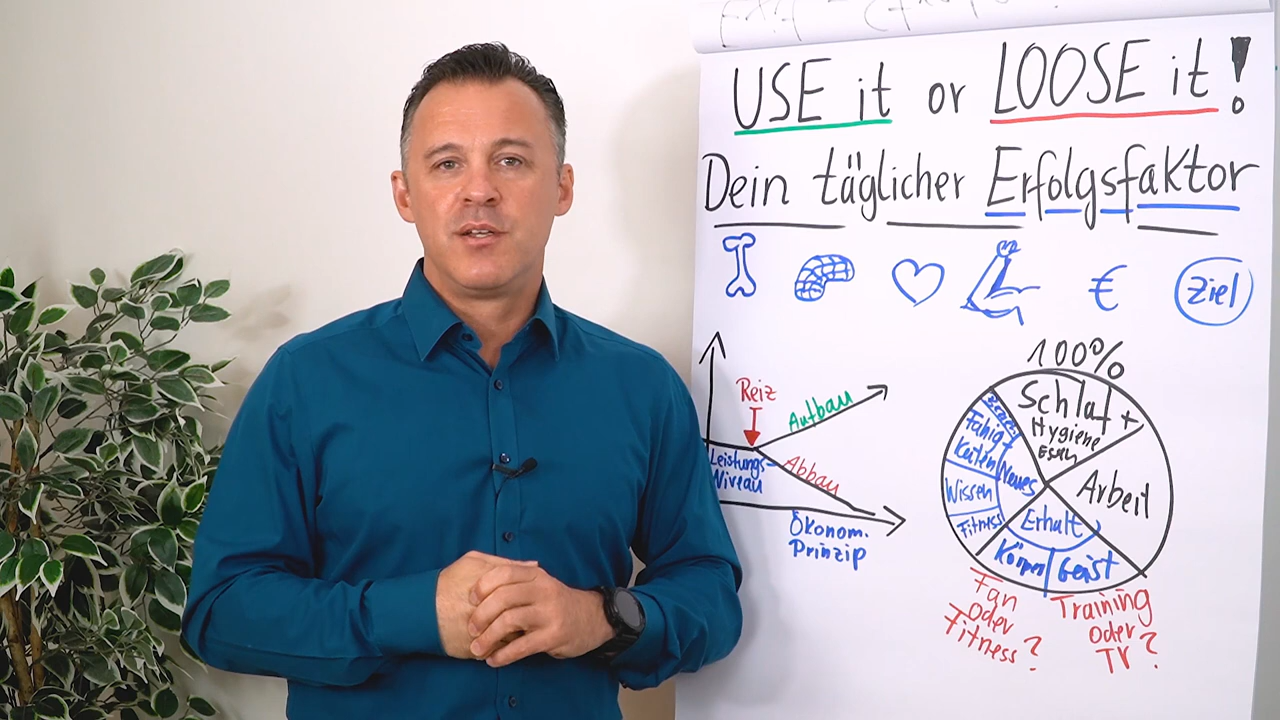 USE it or LOOSE it!
Dein täglicher Erfolgsfaktor
€
Ziel
Reiz
Aufbau
Leistungs-
Niveau
Abbau
Ökonom.
Prinzip
100%
Schlaf +
Hygiene
Essen
Arbeit
Fähig-
keiten
Neues
Wissen
Fitness
Erhalt
Körper
Geist
Fan
oder
Fitness?
Training
oder
TV?